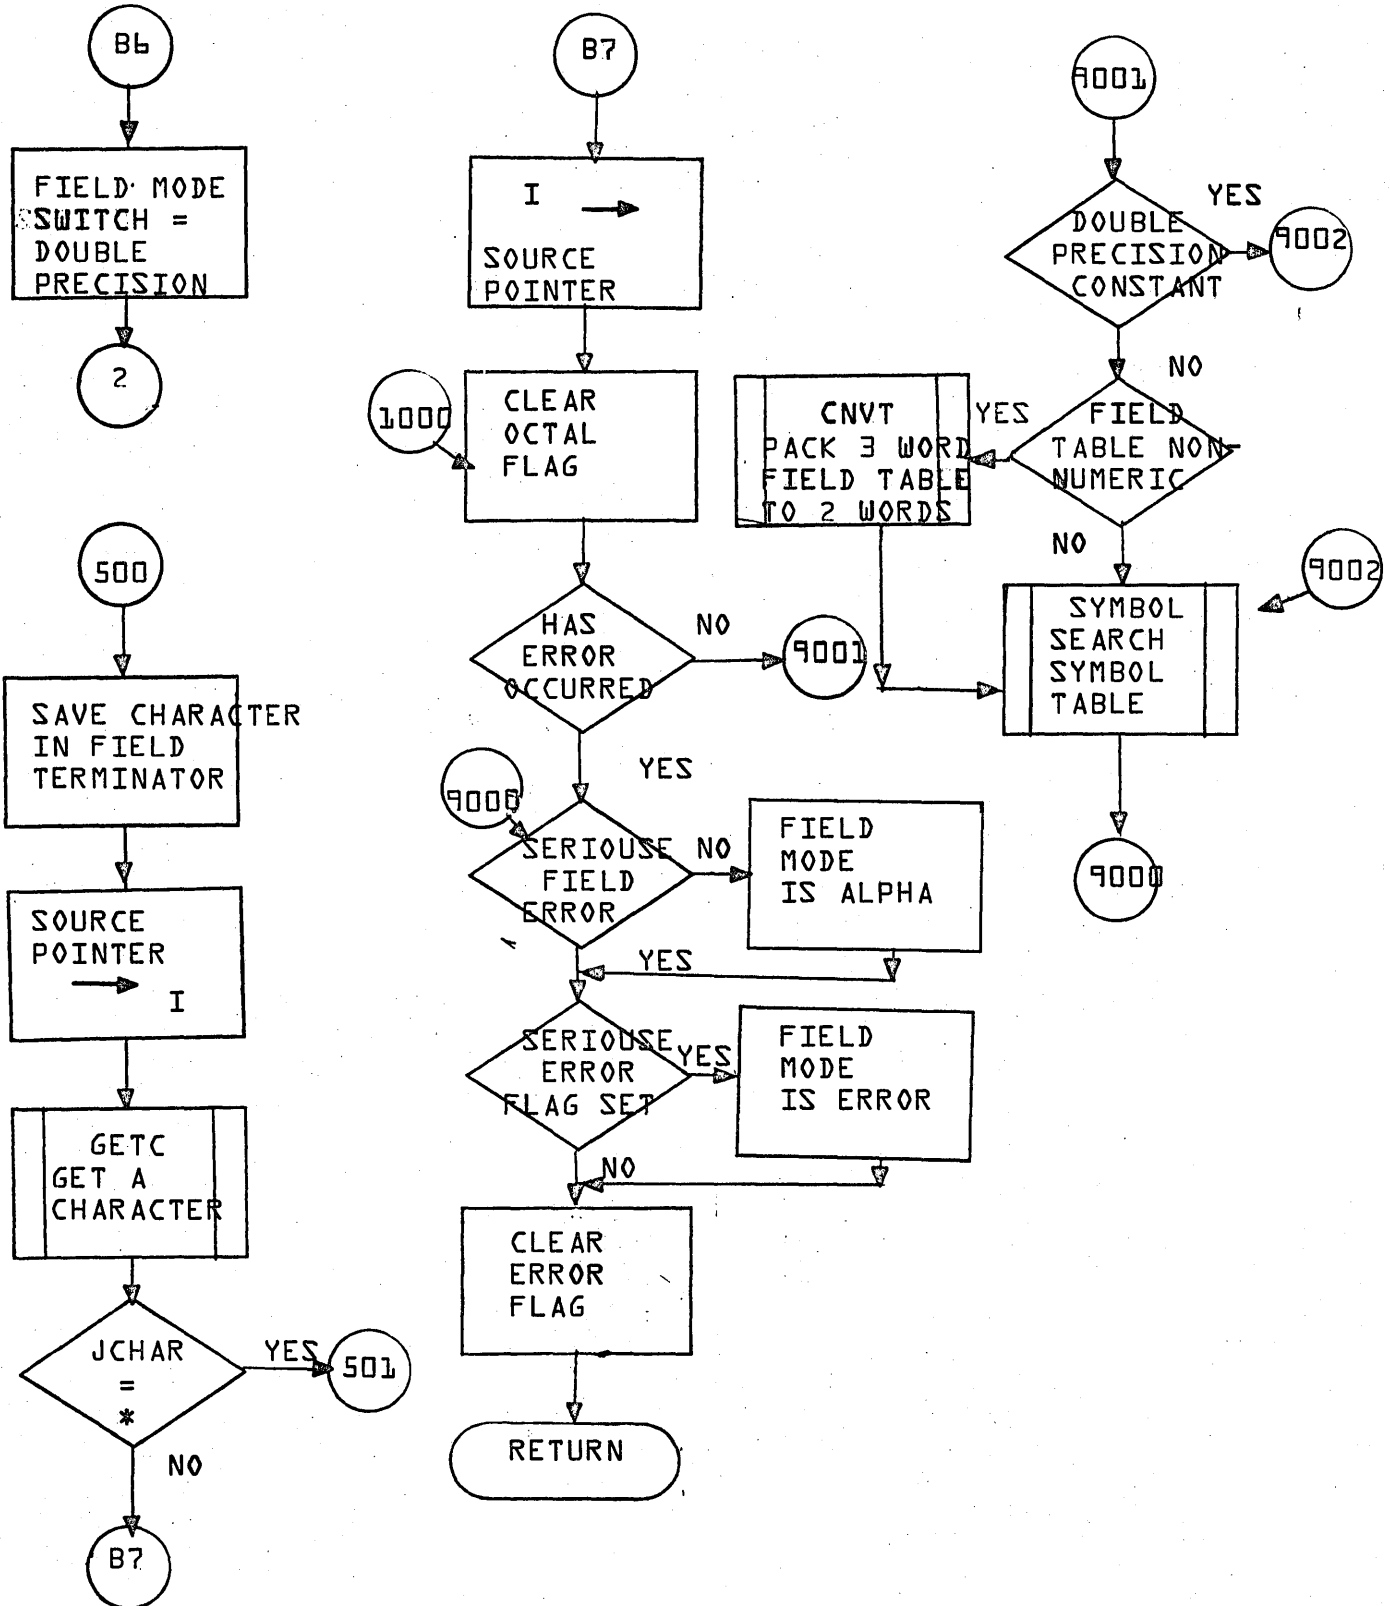 B6
FIELD MODE
SWITCH =
DOUBLE
PRECISION
2
500
SAVE CHARACTER
IN FIELD
TERMINATOR
SOURCE
POINTER
I
GETC
GET A
CHARACTER
JCHAR
=
*
YES
501
NO
B7
B7
I
SOURCE
POINTER
1000
CLEAR
OCTAL
FLAG
HAS
ERROR
OCCURRED
NO
9001
YES
9000
SERIOUSE
FIELD
ERROR
NO
FIELD
MODE
IS ALPHA
YES
SERIOUSE
ERROR
FLAG SET
YES
FIELD
MODE
IS ERROR
NO
CLEAR
ERROR
FLAG
RETURN
9001
DOUBLE
PRECISION
CONSTANT
YES
9002
NO
FIELD
TABLE NON-
NUMERIC
YES
CNVT
PACK 3 WORD
FIELD TABLE
TO 2 WORDS
NO
9002
SYMBOL
SEARCH
SYMBOL
TABLE
9000